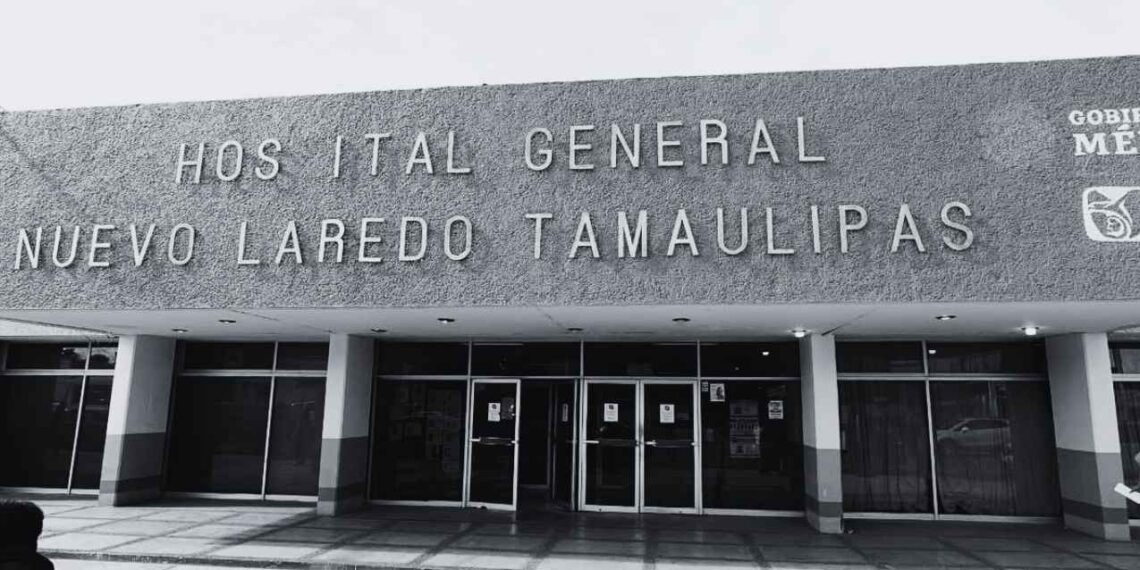 HOS ITAL GENERAL
NUEVO LAREDO TAMAULIPAS